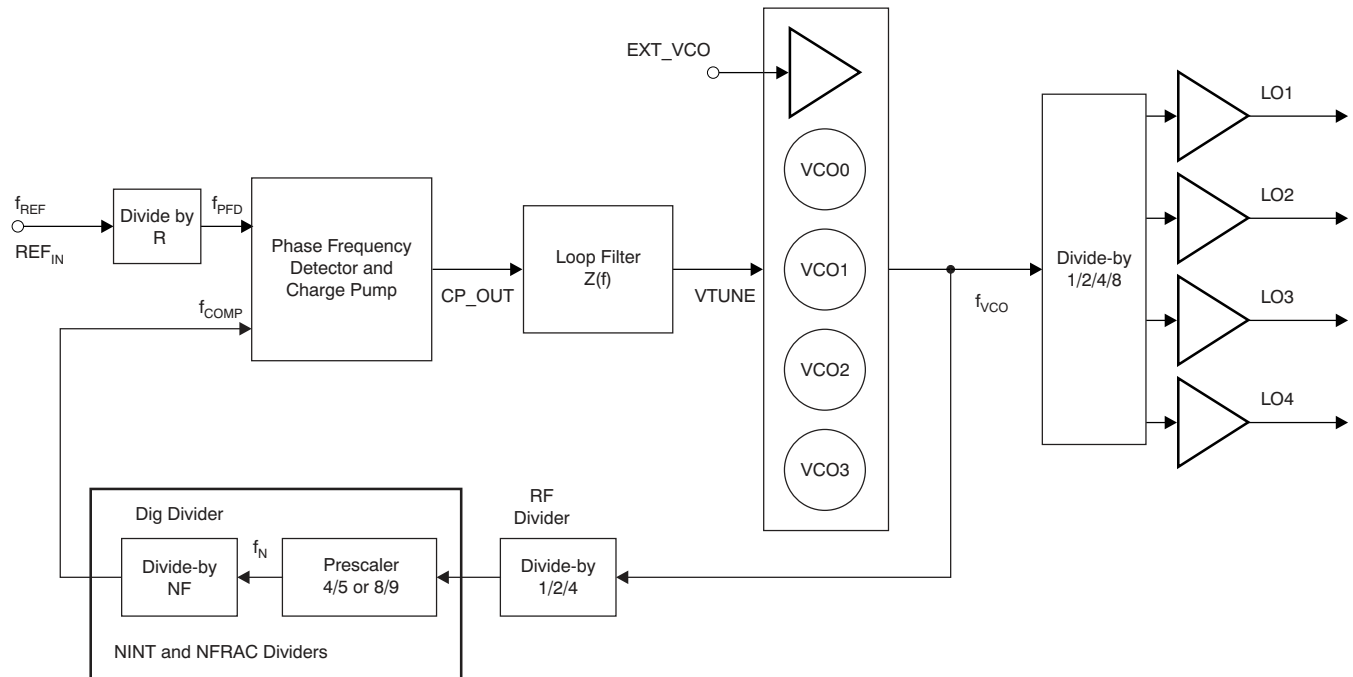 EXT_VCO
VCO0
VCO1
VCO2
VCO3
f_REF
REF_IN
Divide by
R
f_PFD
Phase Frequency
Detector and
Charge Pump
f_COMP
CP_OUT
Loop Filter
Z(f)
VTUNE
f_VCO
Divide-by
1/2/4/8
LO1
LO2
LO3
LO4
Dig Divider
Divide-by
NF
f_N
Prescaler
4/5 or 8/9
NINT and NFRAC Dividers
RF
Divider
Divide-by
1/2/4